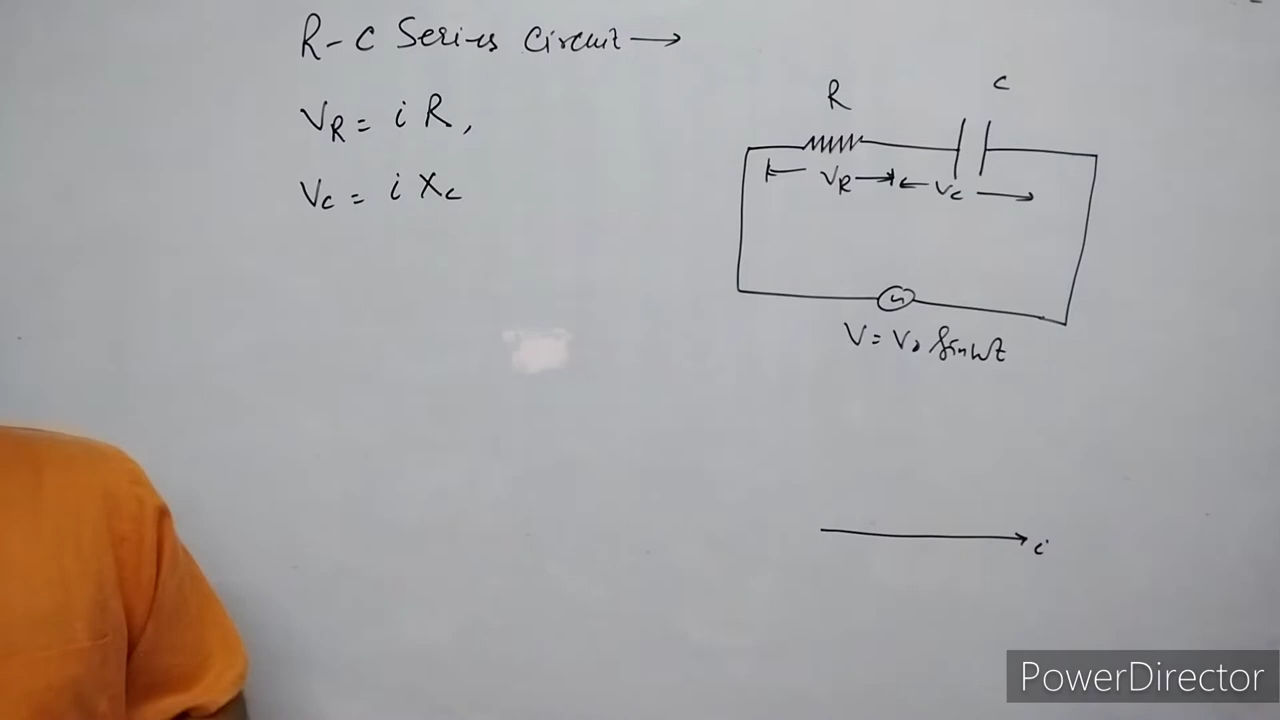 R-C Series Circuit →
V_R = i R,
V_C = i X_C
R
C
V_R
V_C
V = V₀ Sinωt
i
PowerDirector